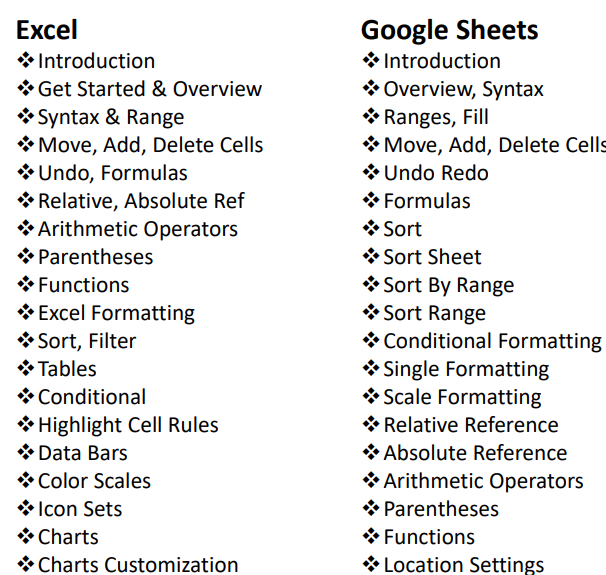 Excel
❖Introduction
❖Get Started & Overview
❖Syntax & Range
❖Move, Add, Delete Cells
❖Undo, Formulas
❖Relative, Absolute Ref
❖Arithmetic Operators
❖Parentheses
❖Functions
❖Excel Formatting
❖Sort, Filter
❖Tables
❖Conditional
❖Highlight Cell Rules
❖Data Bars
❖Color Scales
❖Icon Sets
❖Charts
❖Charts Customization
Google Sheets
❖Introduction
❖Overview, Syntax
❖Ranges, Fill
❖Move, Add, Delete Cells
❖Undo Redo
❖Formulas
❖Sort
❖Sort Sheet
❖Sort By Range
❖Sort Range
❖Conditional Formatting
❖Single Formatting
❖Scale Formatting
❖Relative Reference
❖Absolute Reference
❖Arithmetic Operators
❖Parentheses
❖Functions
❖Location Settings